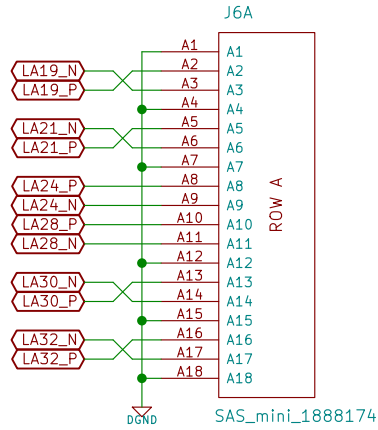 J6A
A1 A1
LA19_N A2 A2
LA19_P A3 A3
A4 A4
LA21_N A5 A5
LA21_P A6 A6
A7 A7
LA24_P A8 A8
LA24_N A9 A9
LA28_P A10 A10
LA28_N A11 A11
A12 A12
LA30_N A13 A13
LA30_P A14 A14
A15 A15
LA32_N A16 A16
LA32_P A17 A17
A18 A18
ROW A
DGND
SAS_mini_1888174